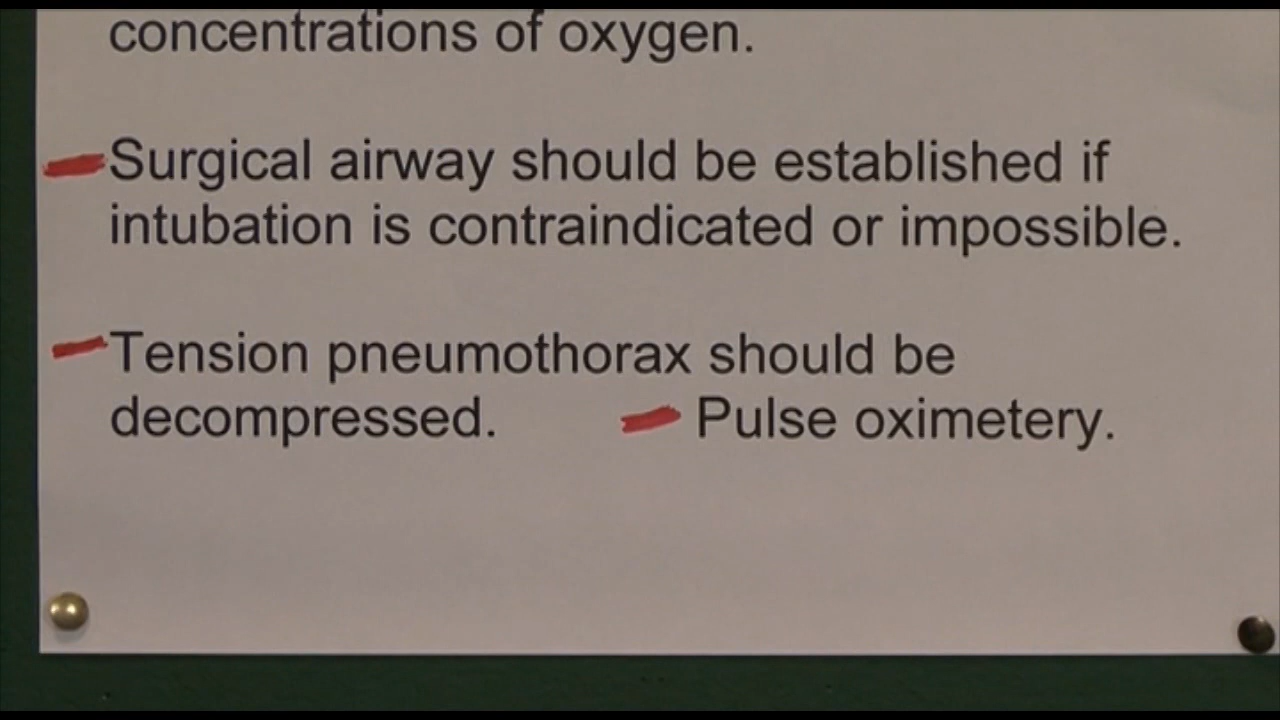 concentrations of oxygen.
Surgical airway should be established if
intubation is contraindicated or impossible.
Tension pneumothorax should be
decompressed. Pulse oximetery.